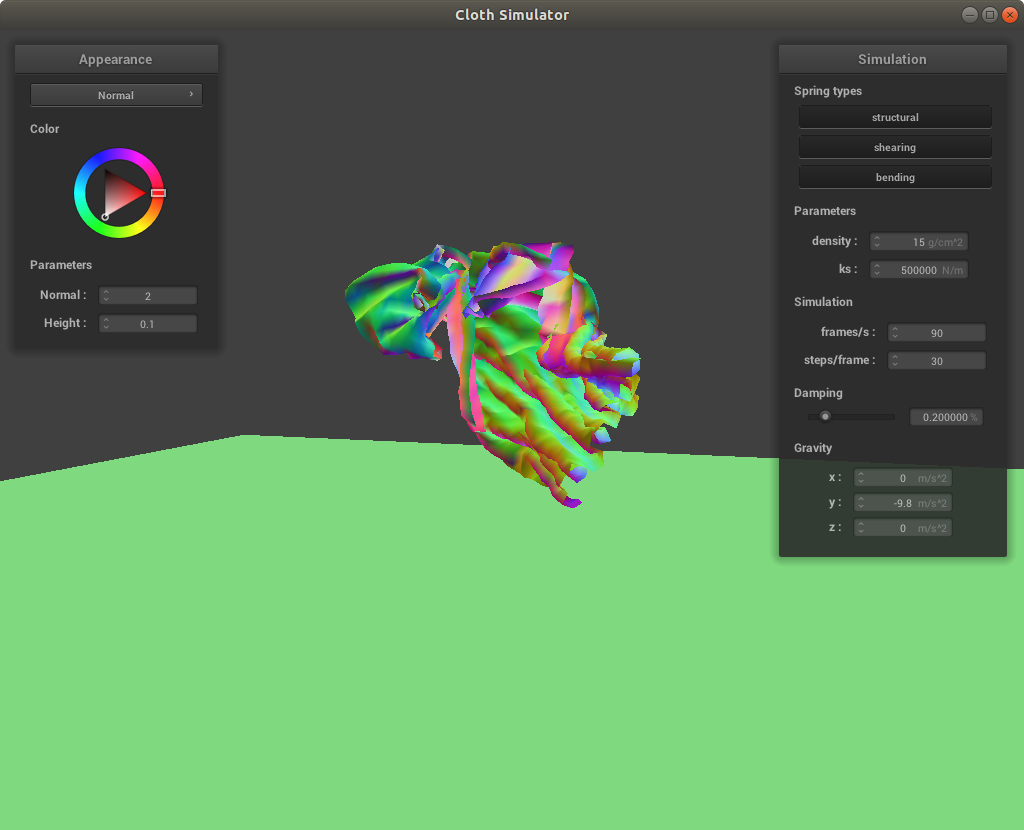 Cloth Simulator
Appearance
Normal
Color
Parameters
Normal : 2
Height : 0.1
Simulation
Spring types
structural
shearing
bending
Parameters
density : 15 g/cm^2
ks : 500000 N/m
Simulation
frames/s : 90
steps/frame : 30
Damping
0.200000 %
Gravity
x : 0 m/s^2
y : -9.8 m/s^2
z : 0 m/s^2